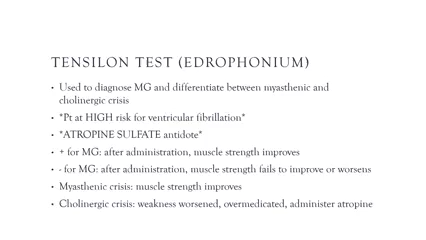 TENSILON TEST (EDROPHONIUM)
• Used to diagnose MG and differentiate between myasthenic and
cholinergic crisis
• *Pt at HIGH risk for ventricular fibrillation*
• *ATROPINE SULFATE antidote*
• + for MG: after administration, muscle strength improves
• - for MG: after administration, muscle strength fails to improve or worsens
• Myasthenic crisis: muscle strength improves
• Cholinergic crisis: weakness worsened, overmedicated, administer atropine